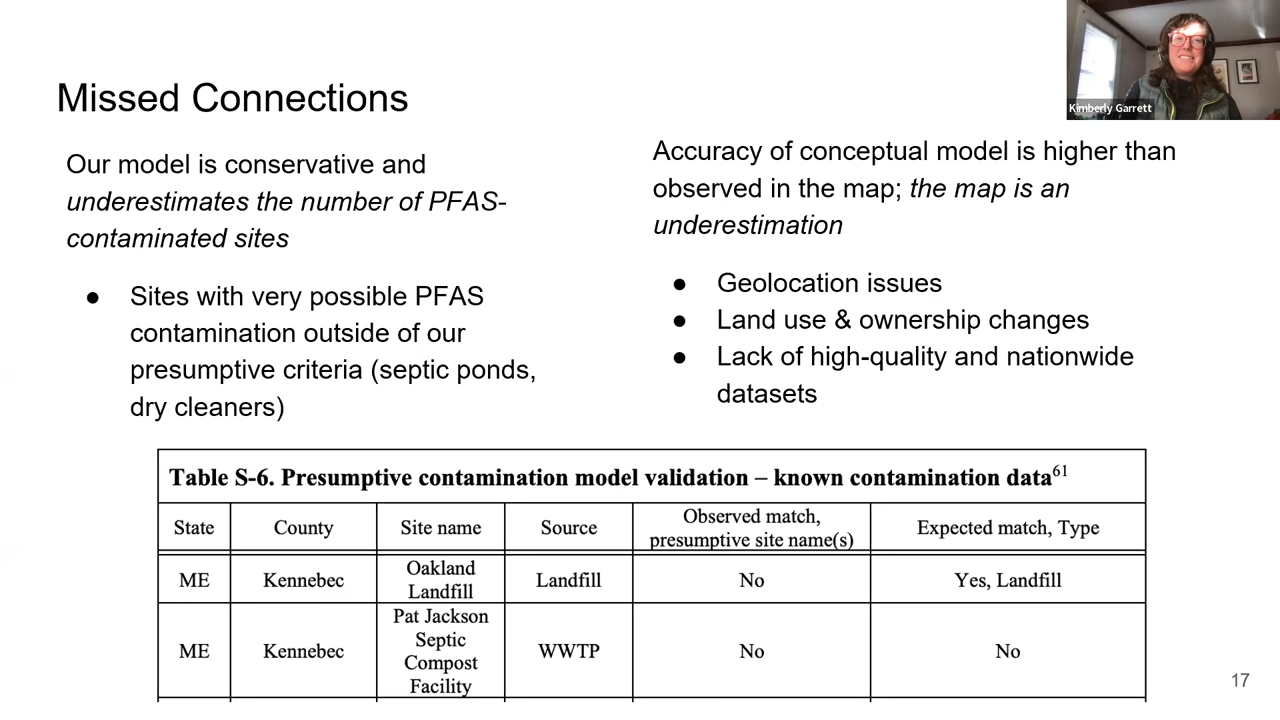 Kimberly Garrett
Missed Connections
Our model is conservative and
underestimates the number of PFAS-
contaminated sites
● Sites with very possible PFAS
contamination outside of our
presumptive criteria (septic ponds,
dry cleaners)
Accuracy of conceptual model is higher than
observed in the map; the map is an
underestimation
● Geolocation issues
● Land use & ownership changes
● Lack of high-quality and nationwide
datasets
Table S-6. Presumptive contamination model validation – known contamination data61
State
County
Site name
Source
Observed match,
presumptive site name(s)
Expected match, Type
ME
Kennebec
Oakland
Landfill
Landfill
No
Yes, Landfill
ME
Kennebec
Pat Jackson
Septic
Compost
Facility
WWTP
No
No
17